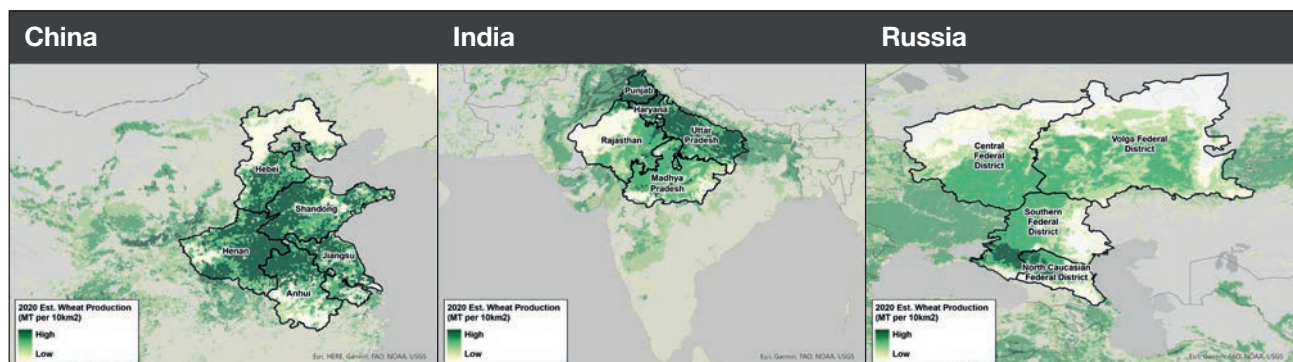 China
Hebei
Shandong
Henan
Jiangsu
Anhui
2020 Est. Wheat Production
(MT per 10km2)
High
Low
Esri, HERE, Garmin, FAO, NOAA, USGS
India
Punjab
Haryana
Uttar
Pradesh
Rajasthan
Madhya
Pradesh
2020 Est. Wheat Production
(MT per 10km2)
High
Low
Esri, Garmin, FAO, NOAA, USGS
Russia
Central
Federal
District
Volga Federal
District
Southern
Federal
District
North Caucasian
Federal District
2020 Est. Wheat Production
(MT per 10km2)
High
Low
Esri, Garmin, FAO, NOAA, USGS